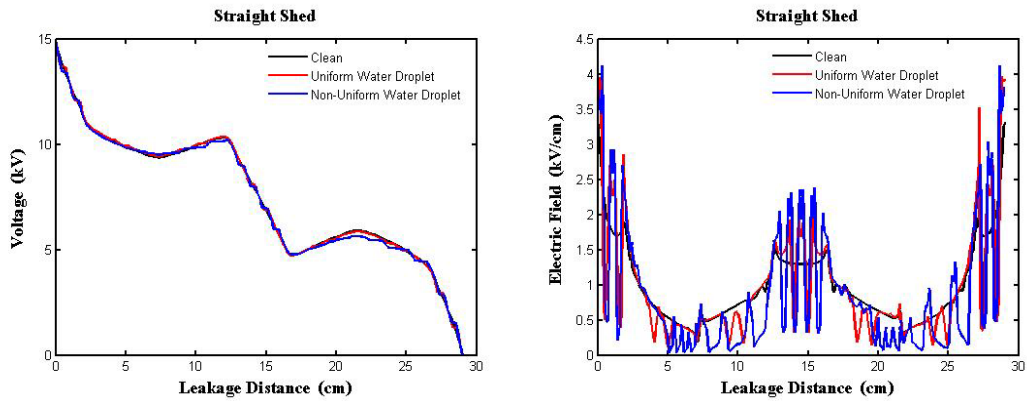 Straight Shed
15
10
5
0
Voltage (kV)
Clean
Uniform Water Droplet
Non-Uniform Water Droplet
0 5 10 15 20 25 30
Leakage Distance (cm)
Straight Shed
4.5
4
3.5
3
2.5
2
1.5
1
0.5
0
Electric Field (kV/cm)
Clean
Uniform Water Droplet
Non-Uniform Water Droplet
0 5 10 15 20 25 30
Leakage Distance (cm)